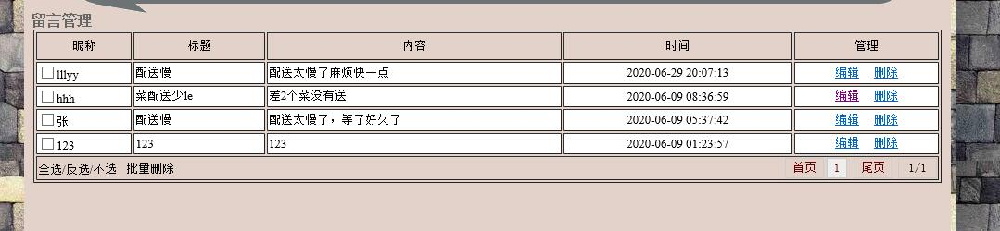 留言管理
昵称 标题 内容 时间 管理
lllyy 配送慢 配送太慢了麻烦快一点 2020-06-29 20:07:13 编辑 删除
hhh 菜配送少le 差2个菜没有送 2020-06-09 08:36:59 编辑 删除
张 配送慢 配送太慢了，等了好久了 2020-06-09 05:37:42 编辑 删除
123 123 123 2020-06-09 01:23:57 编辑 删除
全选/反选/不选 批量删除 首页 1 尾页 1/1